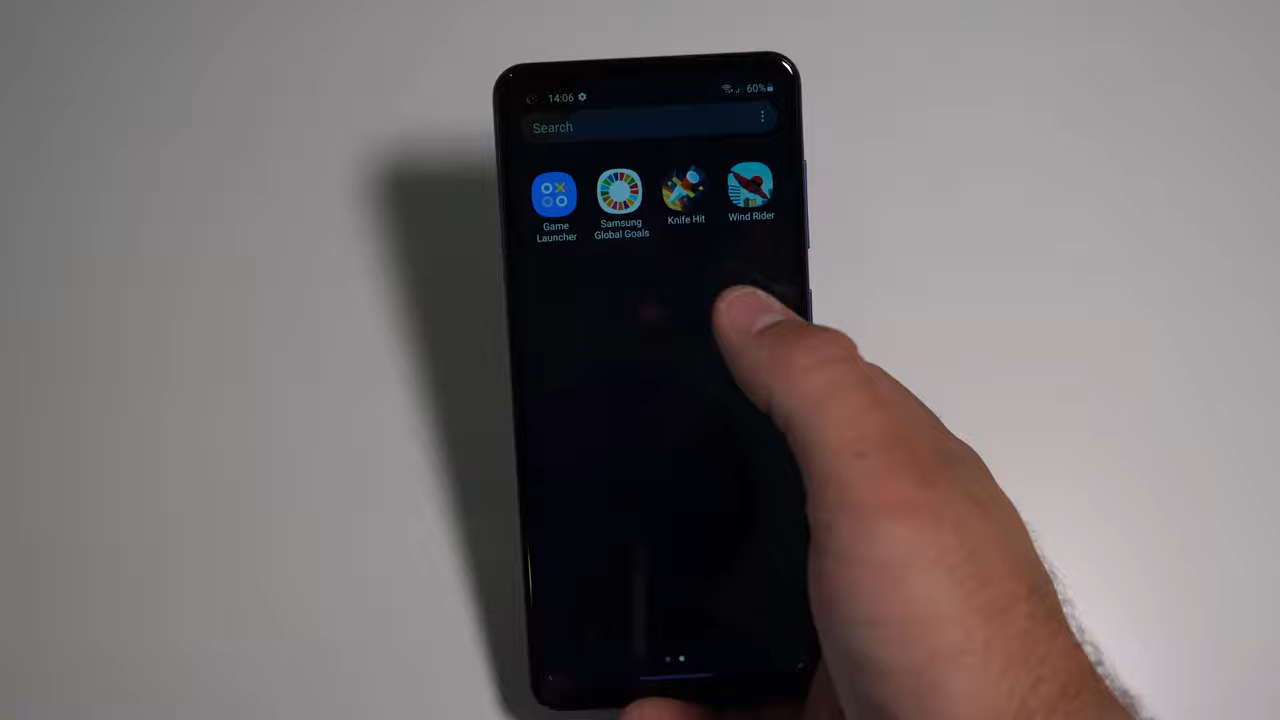 14:06
60%
Search
Game
Launcher
Samsung
Global Goals
Knife Hit
Wind Rider